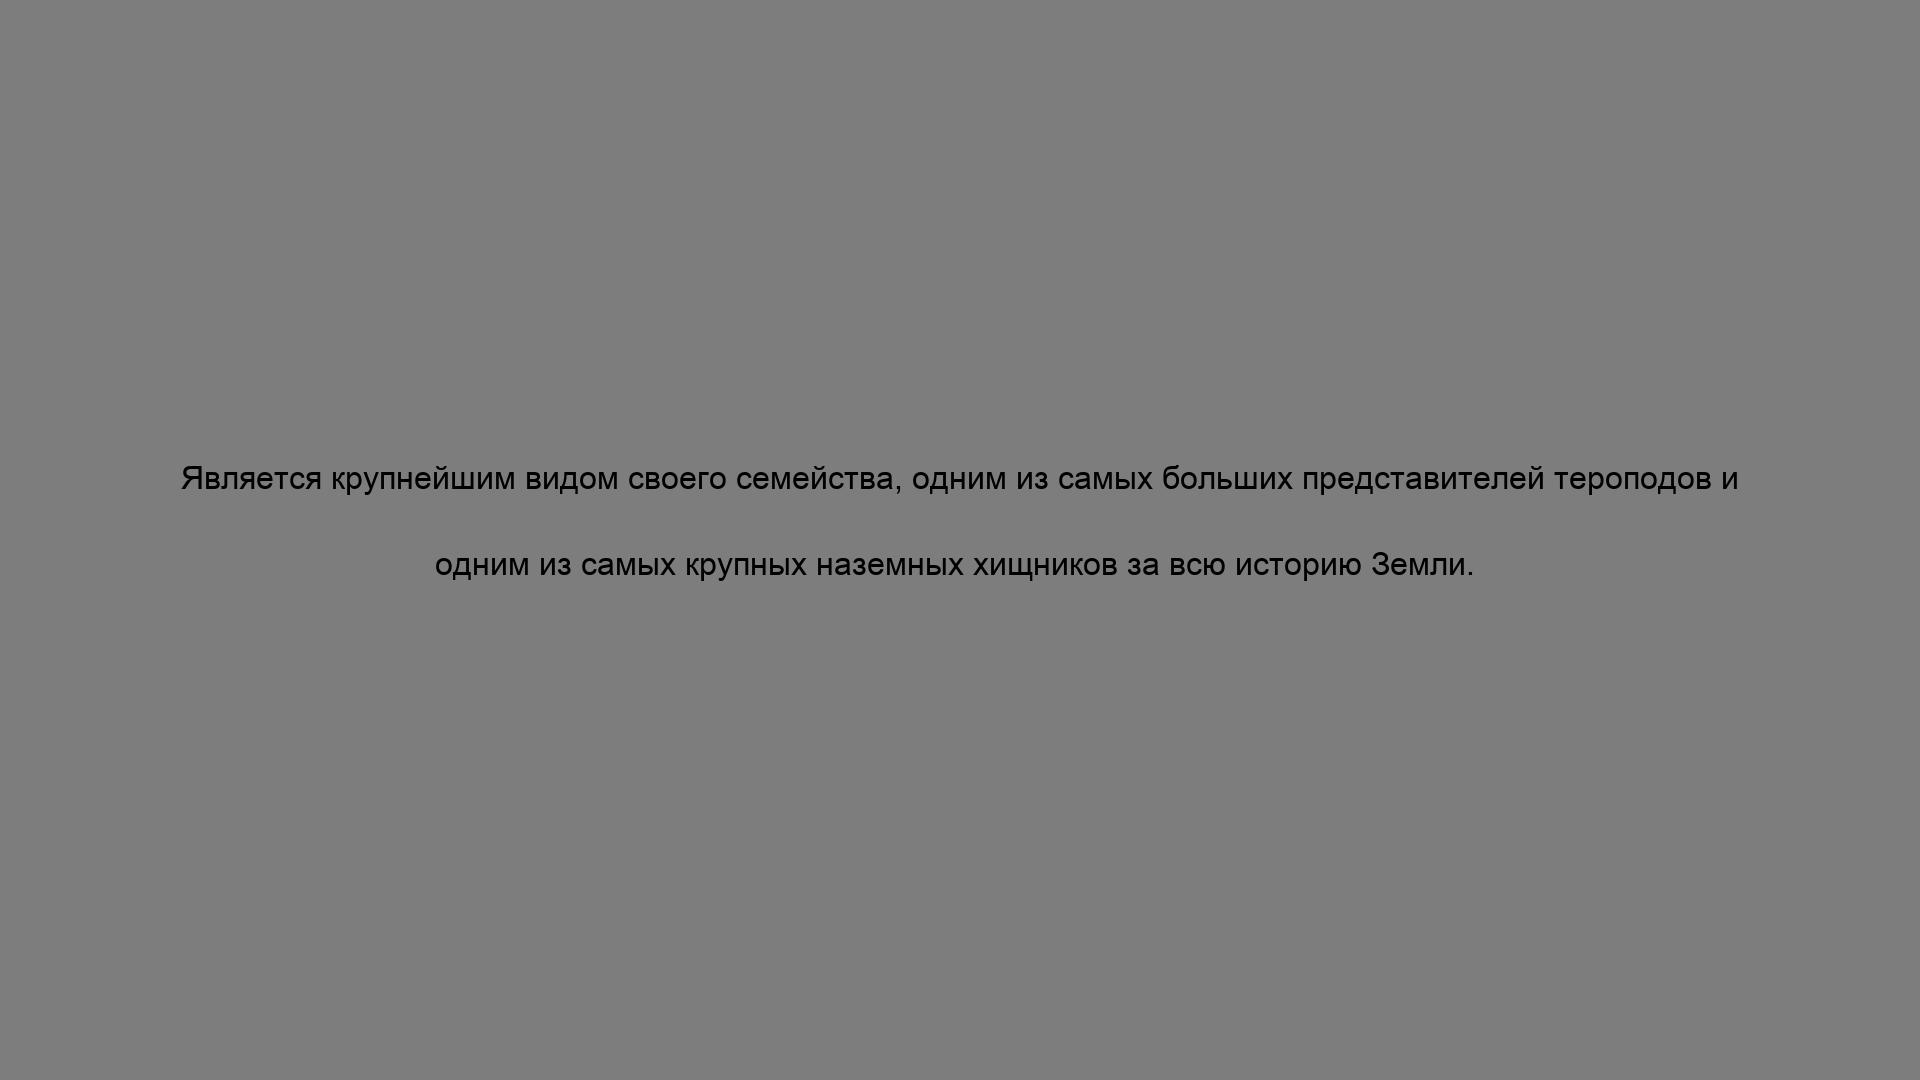 Является крупнейшим видом своего семейства, одним из самых больших представителей тероподов и
одним из самых крупных наземных хищников за всю историю Земли.